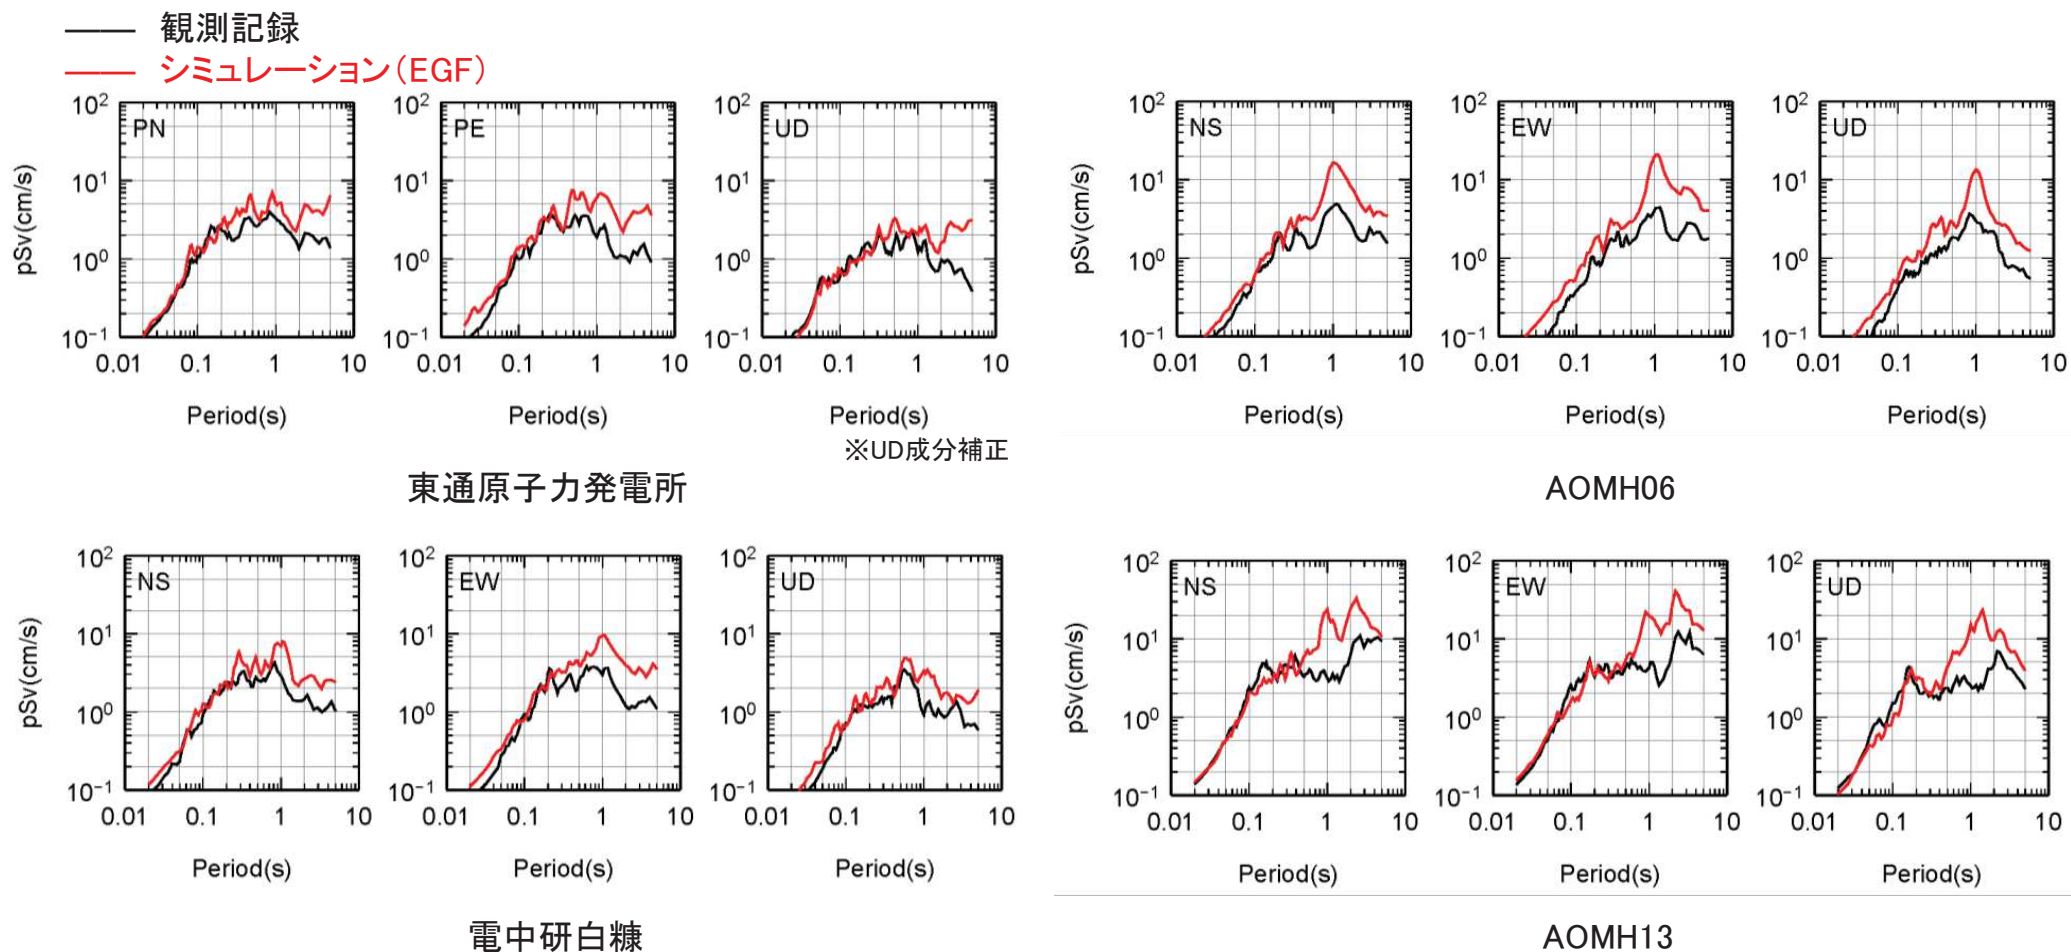 観測記録
シミュレーション(EGF)
10² 10¹ 10⁰ 10⁻¹ pSv(cm/s) PN 0.01 0.1 1 10 Period(s)
10² 10¹ 10⁰ 10⁻¹ PE 0.01 0.1 1 10 Period(s)
10² 10¹ 10⁰ 10⁻¹ UD 0.01 0.1 1 10 Period(s)
※UD成分補正
東通原子力発電所
10² 10¹ 10⁰ 10⁻¹ pSv(cm/s) NS 0.01 0.1 1 10 Period(s)
10² 10¹ 10⁰ 10⁻¹ EW 0.01 0.1 1 10 Period(s)
10² 10¹ 10⁰ 10⁻¹ UD 0.01 0.1 1 10 Period(s)
AOMH06
10² 10¹ 10⁰ 10⁻¹ pSv(cm/s) NS 0.01 0.1 1 10 Period(s)
10² 10¹ 10⁰ 10⁻¹ EW 0.01 0.1 1 10 Period(s)
10² 10¹ 10⁰ 10⁻¹ UD 0.01 0.1 1 10 Period(s)
電中研白糠
10² 10¹ 10⁰ 10⁻¹ pSv(cm/s) NS 0.01 0.1 1 10 Period(s)
10² 10¹ 10⁰ 10⁻¹ EW 0.01 0.1 1 10 Period(s)
10² 10¹ 10⁰ 10⁻¹ UD 0.01 0.1 1 10 Period(s)
AOMH13